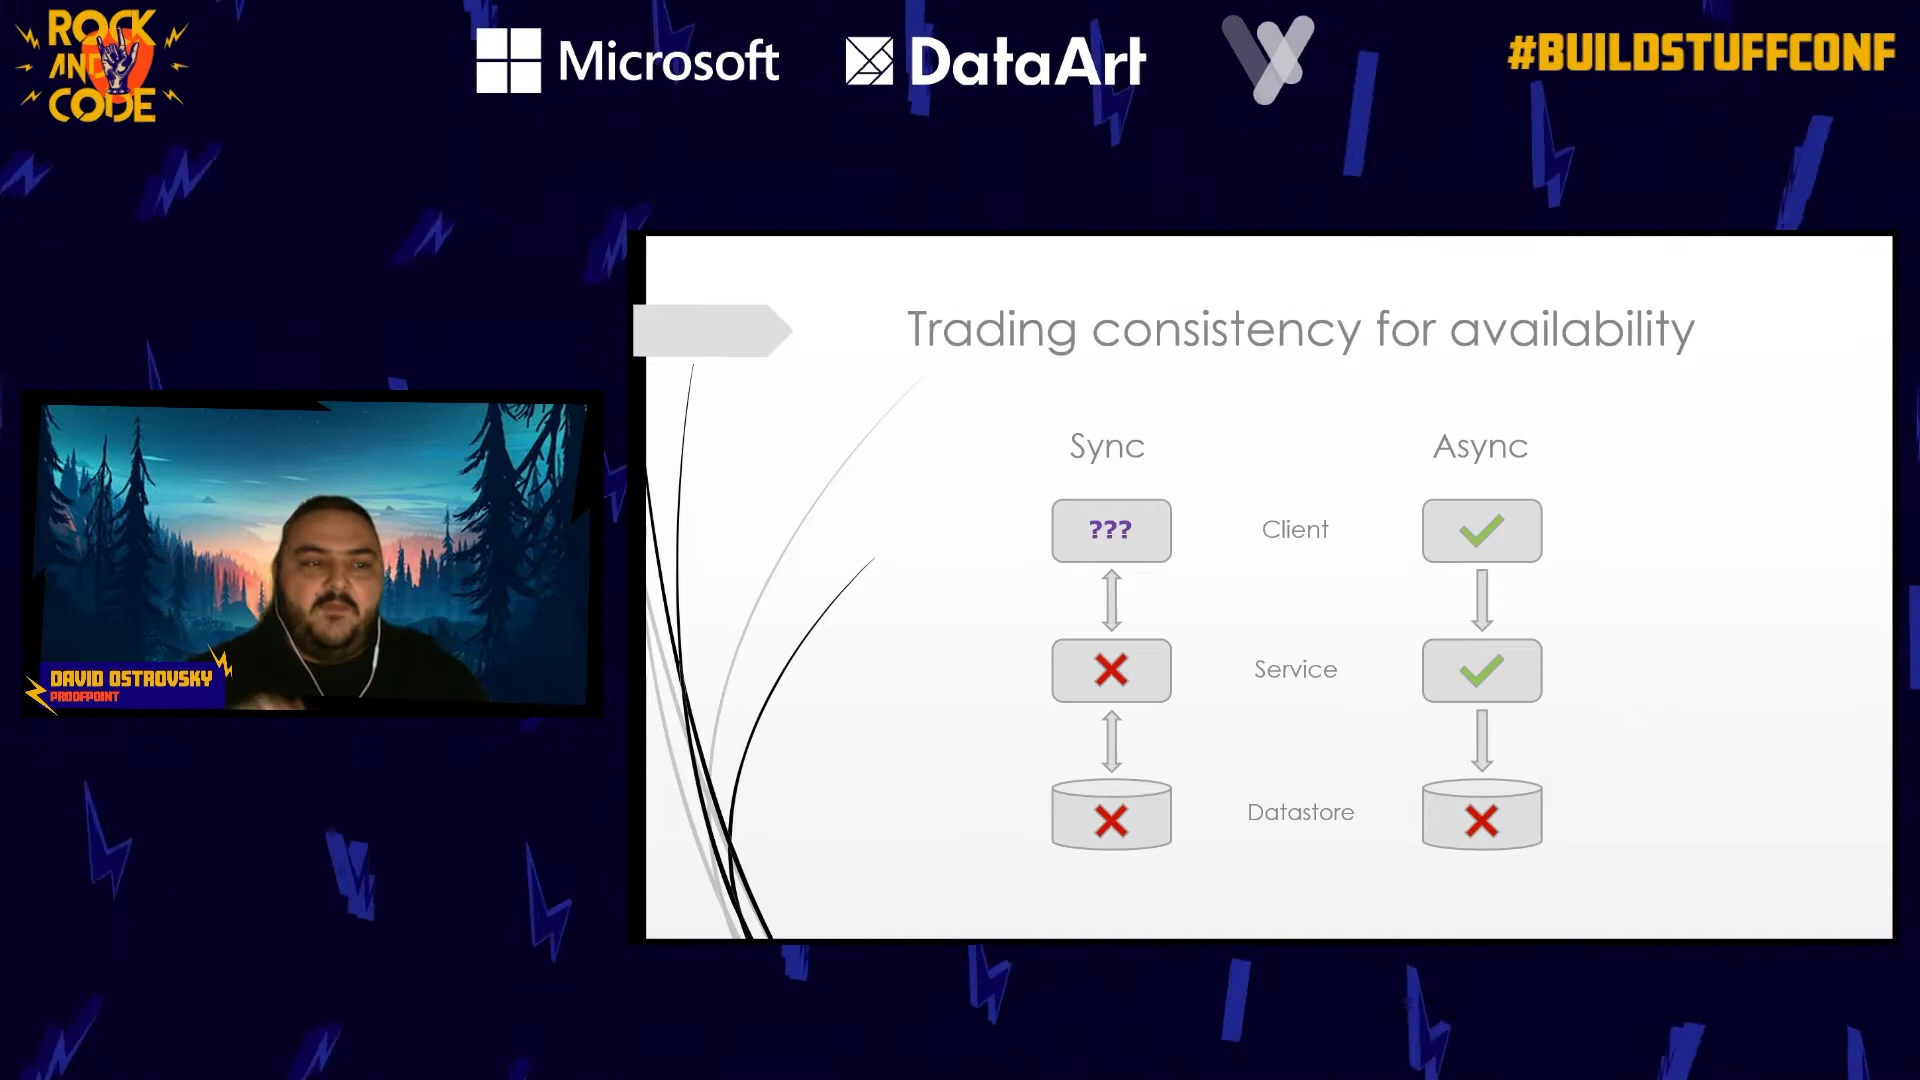 ROCK
AND
CODE
Microsoft
DataArt
#BUILDSTUFFCONF
Trading consistency for availability
Sync
Async
???
Client
Service
Datastore
DAVID OSTROVSKY
PROOFPOINT